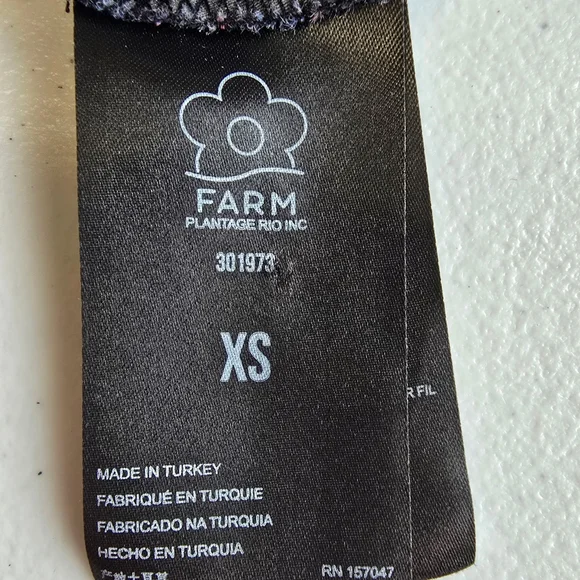 FARM
PLANTAGE RIO INC
301973
XS
R FIL
MADE IN TURKEY
FABRIQUÉ EN TURQUIE
FABRICADO NA TURQUIA
HECHO EN TURQUIA
RN 157047